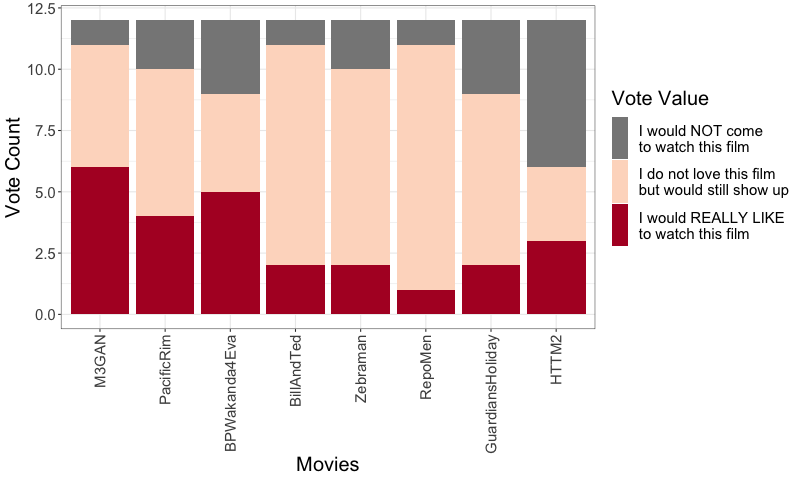 12.5
10.0
7.5
5.0
2.5
0.0
Vote Count
M3GAN
PacificRim
BPWakanda4Eva
BillAndTed
Zebraman
RepoMen
GuardiansHoliday
HTTM2
Movies
Vote Value
I would NOT come
to watch this film
I do not love this film
but would still show up
I would REALLY LIKE
to watch this film